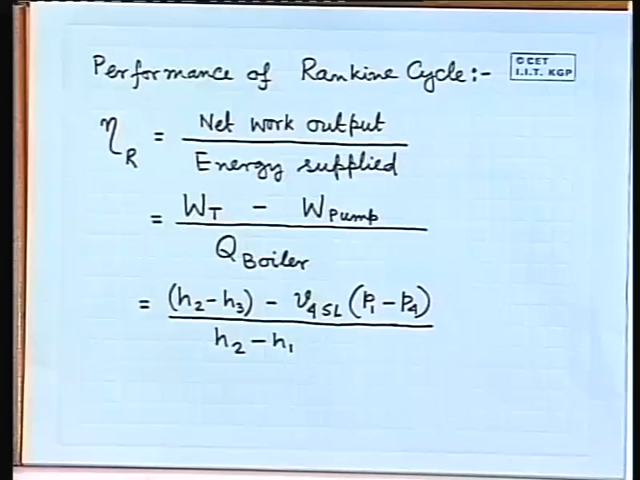 Performance of Rankine Cycle:-
© CET
I.I.T. KGP
η_R = Net work output / Energy supplied
= W_T - W_Pump / Q_Boiler
= (h₂-h₃) - v_4SL (p₁-p₄) / h₂-h₁